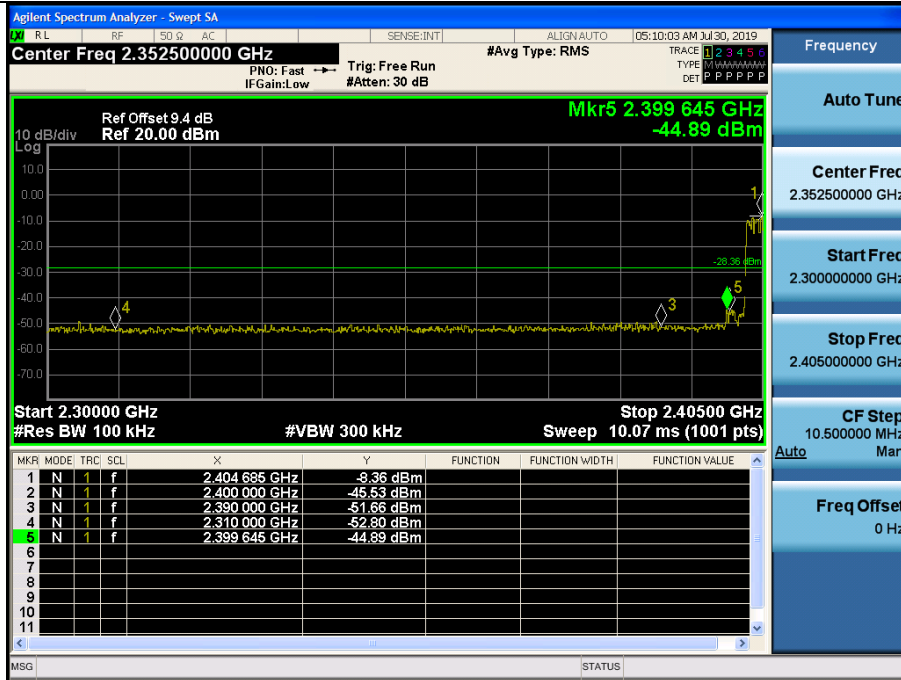 Agilent Spectrum Analyzer - Swept SA
LXI RL RF 50 Ω AC SENSE:INT ALIGN AUTO 05:10:03 AM Jul 30, 2019
Center Freq 2.352500000 GHz
PNO: Fast
IFGain:Low
Trig: Free Run
#Atten: 30 dB
#Avg Type: RMS
TRACE 1 2 3 4 5 6
TYPE M W W W W W
DET P P P P P P
Mkr5 2.399 645 GHz
-44.89 dBm
Ref Offset 9.4 dB
10 dB/div Ref 20.00 dBm
Log
10.0
0.00
-10.0
-20.0
-30.0
-40.0
-50.0
-60.0
-70.0
1
-28.36 dBm
4
3
5
Start 2.30000 GHz Stop 2.40500 GHz
#Res BW 100 kHz #VBW 300 kHz Sweep 10.07 ms (1001 pts)
MKR MODE TRC SCL X Y FUNCTION FUNCTION WIDTH FUNCTION VALUE
1 N 1 f 2.404 685 GHz -8.36 dBm
2 N 1 f 2.400 000 GHz -45.53 dBm
3 N 1 f 2.390 000 GHz -51.66 dBm
4 N 1 f 2.310 000 GHz -52.80 dBm
5 N 1 f 2.399 645 GHz -44.89 dBm
6
7
8
9
10
11
MSG STATUS
Frequency
Auto Tune
Center Freq
2.352500000 GHz
Start Freq
2.300000000 GHz
Stop Freq
2.405000000 GHz
CF Step
10.500000 MHz
Auto Man
Freq Offset
0 Hz